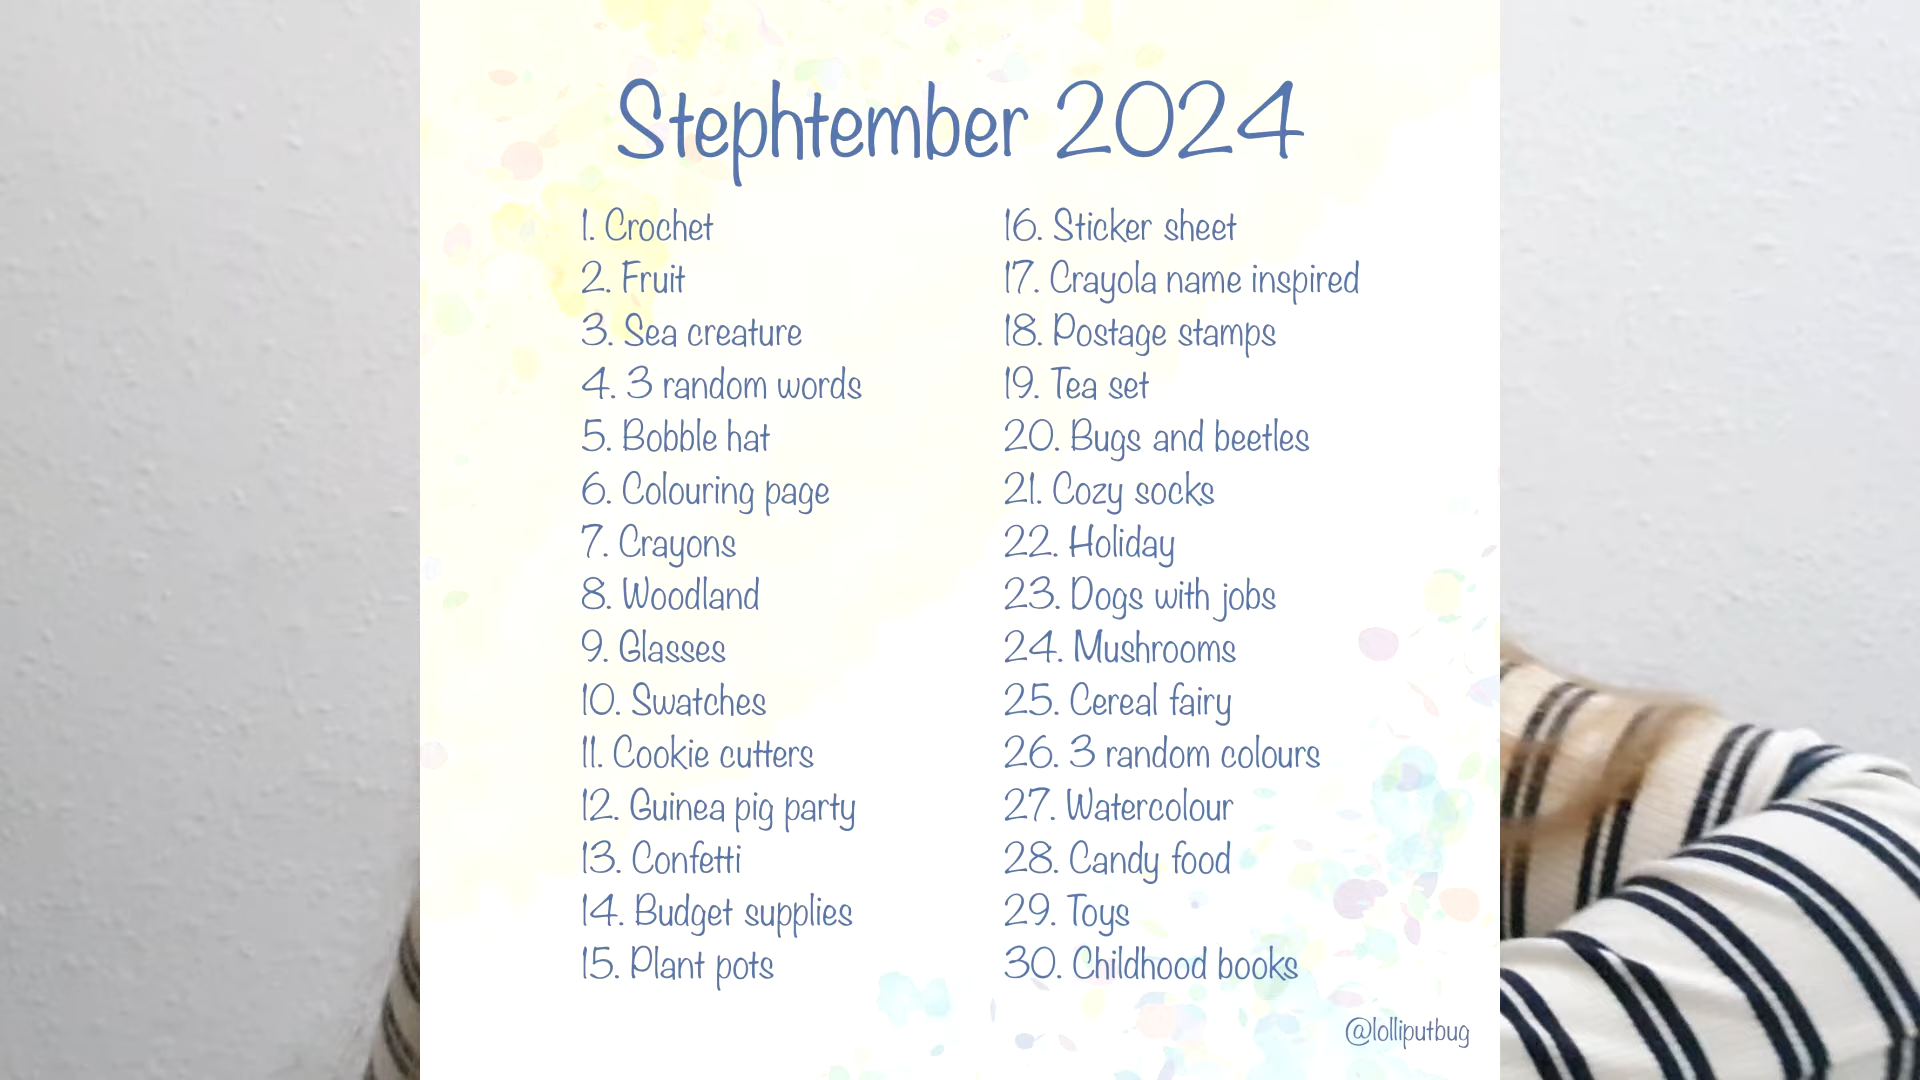 Stephtember 2024
1. Crochet
2. Fruit
3. Sea creature
4. 3 random words
5. Bobble hat
6. Colouring page
7. Crayons
8. Woodland
9. Glasses
10. Swatches
11. Cookie cutters
12. Guinea pig party
13. Confetti
14. Budget supplies
15. Plant pots
16. Sticker sheet
17. Crayola name inspired
18. Postage stamps
19. Tea set
20. Bugs and beetles
21. Cozy socks
22. Holiday
23. Dogs with jobs
24. Mushrooms
25. Cereal fairy
26. 3 random colours
27. Watercolour
28. Candy food
29. Toys
30. Childhood books
@lolliputbug